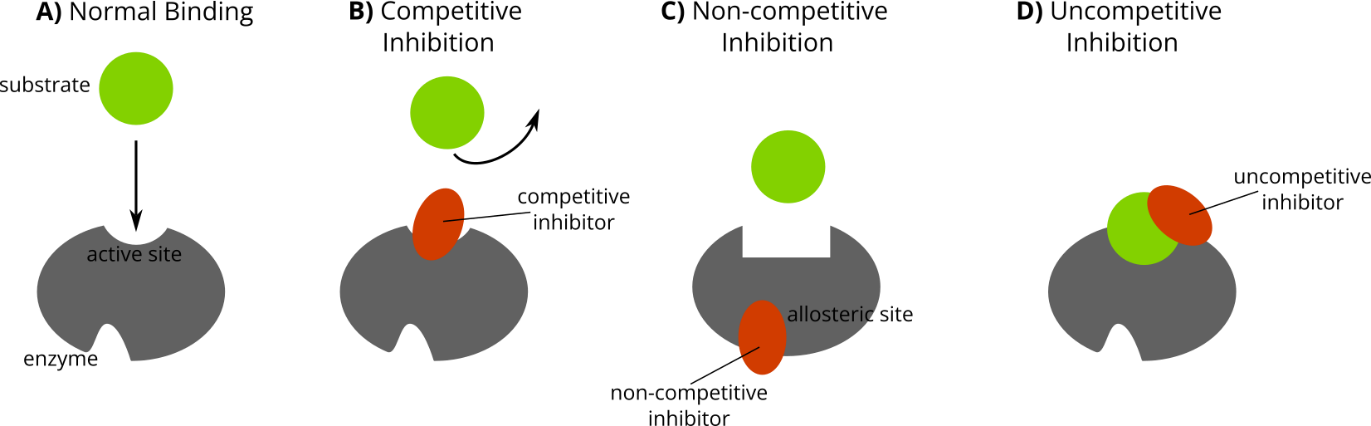 A) Normal Binding
substrate
active site
enzyme
B) Competitive
Inhibition
competitive
inhibitor
C) Non-competitive
Inhibition
allosteric site
non-competitive
inhibitor
D) Uncompetitive
Inhibition
uncompetitive
inhibitor